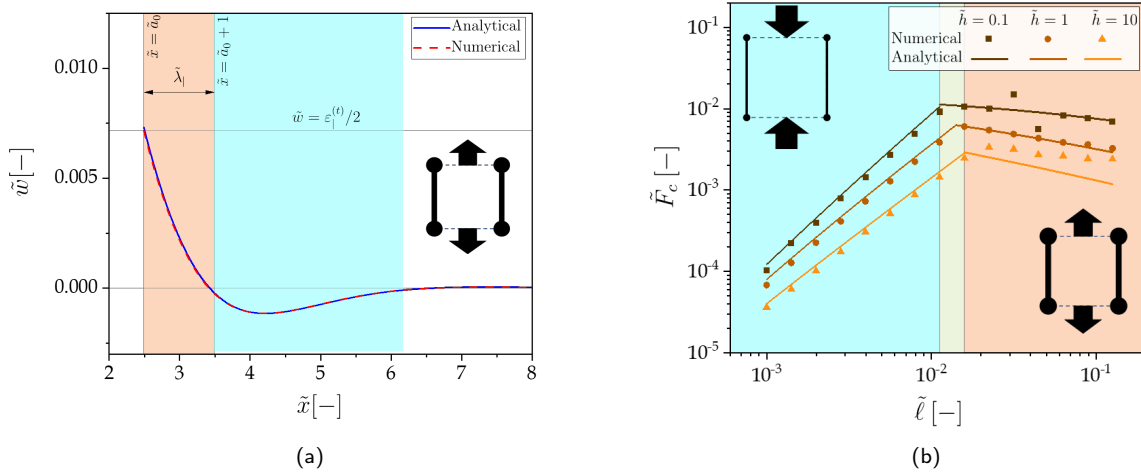 Analytical
Numerical
x̃ = ã₀
x̃ = ã₀ + 1
λ̃|
w̃ = ε|⁽ᵗ⁾/2
w̃[−]
0.010
0.005
0.000
2 3 4 5 6 7 8
x̃[−]
(a)
h̃ = 0.1 h̃ = 1 h̃ = 10
Numerical
Analytical
F̃c [−]
10⁻¹
10⁻²
10⁻³
10⁻⁴
10⁻⁵
10⁻³ 10⁻² 10⁻¹
ℓ̃ [−]
(b)